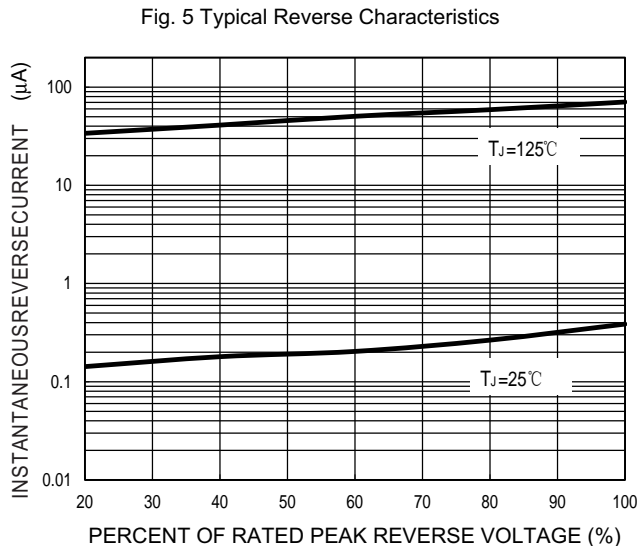 Fig. 5 Typical Reverse Characteristics
INSTANTANEOUSREVERSECURRENT (μA)
100
10
1
0.1
0.01
TJ=125℃
TJ=25℃
20 30 40 50 60 70 80 90 100
PERCENT OF RATED PEAK REVERSE VOLTAGE (%)